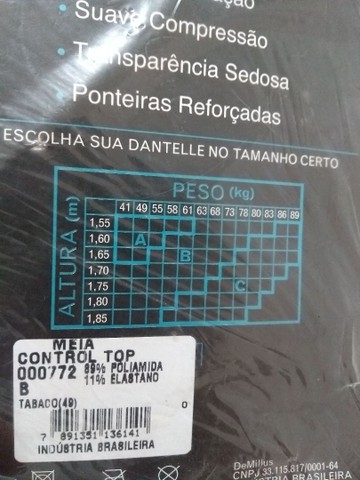 • Suave Compressão
• Transparência Sedosa
• Ponteiras Reforçadas
ESCOLHA SUA DANTELLE NO TAMANHO CERTO
PESO (kg)
41 49 55 58 61 63 68 73 78 80 83 86 89
ALTURA (m)
1,55
1,60 A
1,65 B
1.70
1.75 C
1,80
1,85
MEIA
CONTROL TOP
000772 89% POLIAMIDA
11% ELASTANO
B
TABACO(49) 0
7 891351 136141
INDÚSTRIA BRASILEIRA
DeMillus
CNPJ 33.115.817/0001-64
INDÚSTRIA BRASILEIRA